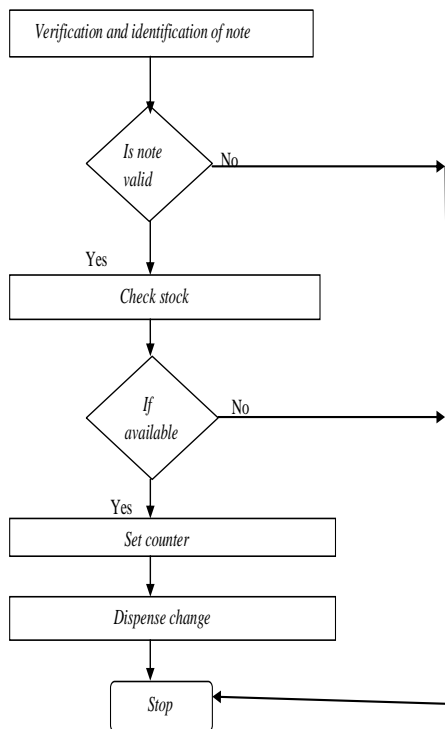 Verification and identification of note
Is note
valid
No
Yes
Check stock
If
available
No
Yes
Set counter
Dispense change
Stop